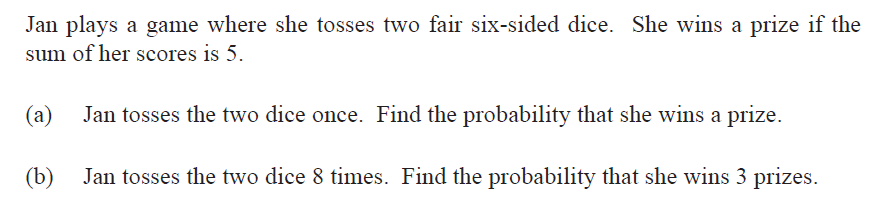 Jan plays a game where she tosses two fair six-sided dice. She wins a prize if the
sum of her scores is 5.
(a) Jan tosses the two dice once. Find the probability that she wins a prize.
(b) Jan tosses the two dice 8 times. Find the probability that she wins 3 prizes.